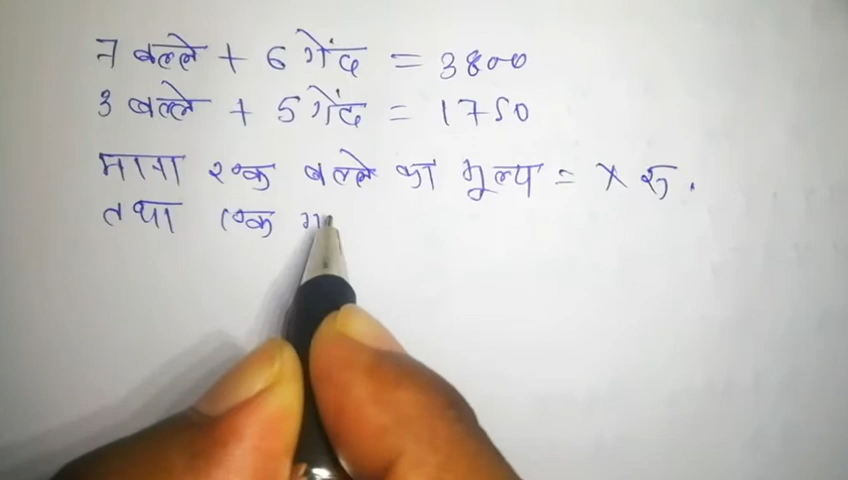 7 बल्ले + 6 गेंद = 3800
3 बल्ले + 5 गेंद = 1750
माना एक बल्ले का मूल्य = x रु.
तथा एक ग